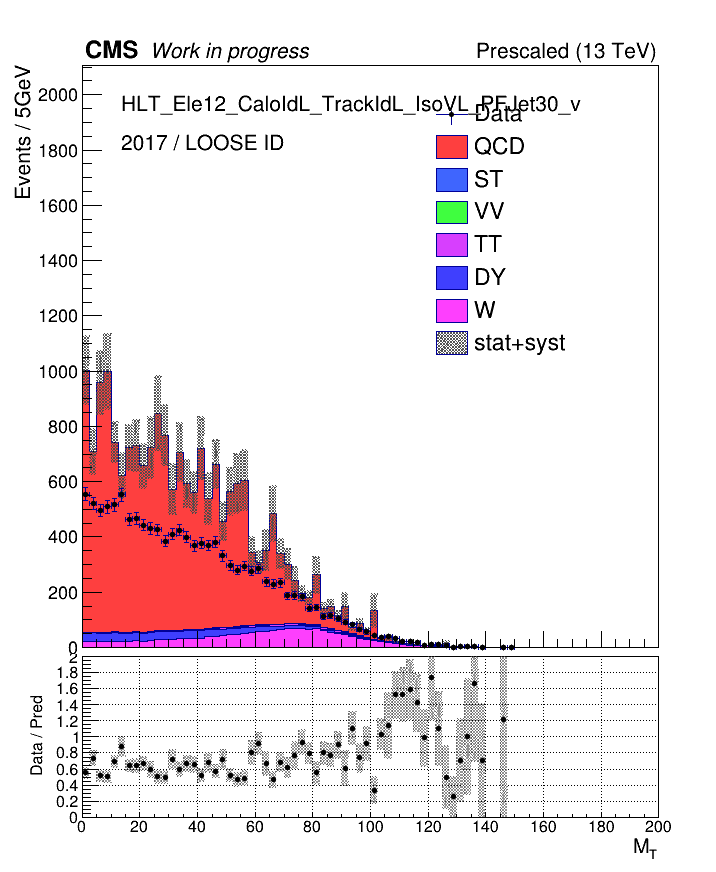 CMS Work in progress Prescaled (13 TeV)
Events / 5GeV
HLT_Ele12_CaloIdL_TrackIdL_IsoVL_PFJet30_v
2017 / LOOSE ID
Data
QCD
ST
VV
TT
DY
W
stat+syst
2000
1800
1600
1400
1200
1000
800
600
400
200
0
Data / Pred
2
1.8
1.6
1.4
1.2
1
0.8
0.6
0.4
0.2
0
0 20 40 60 80 100 120 140 160 180 200
M_T